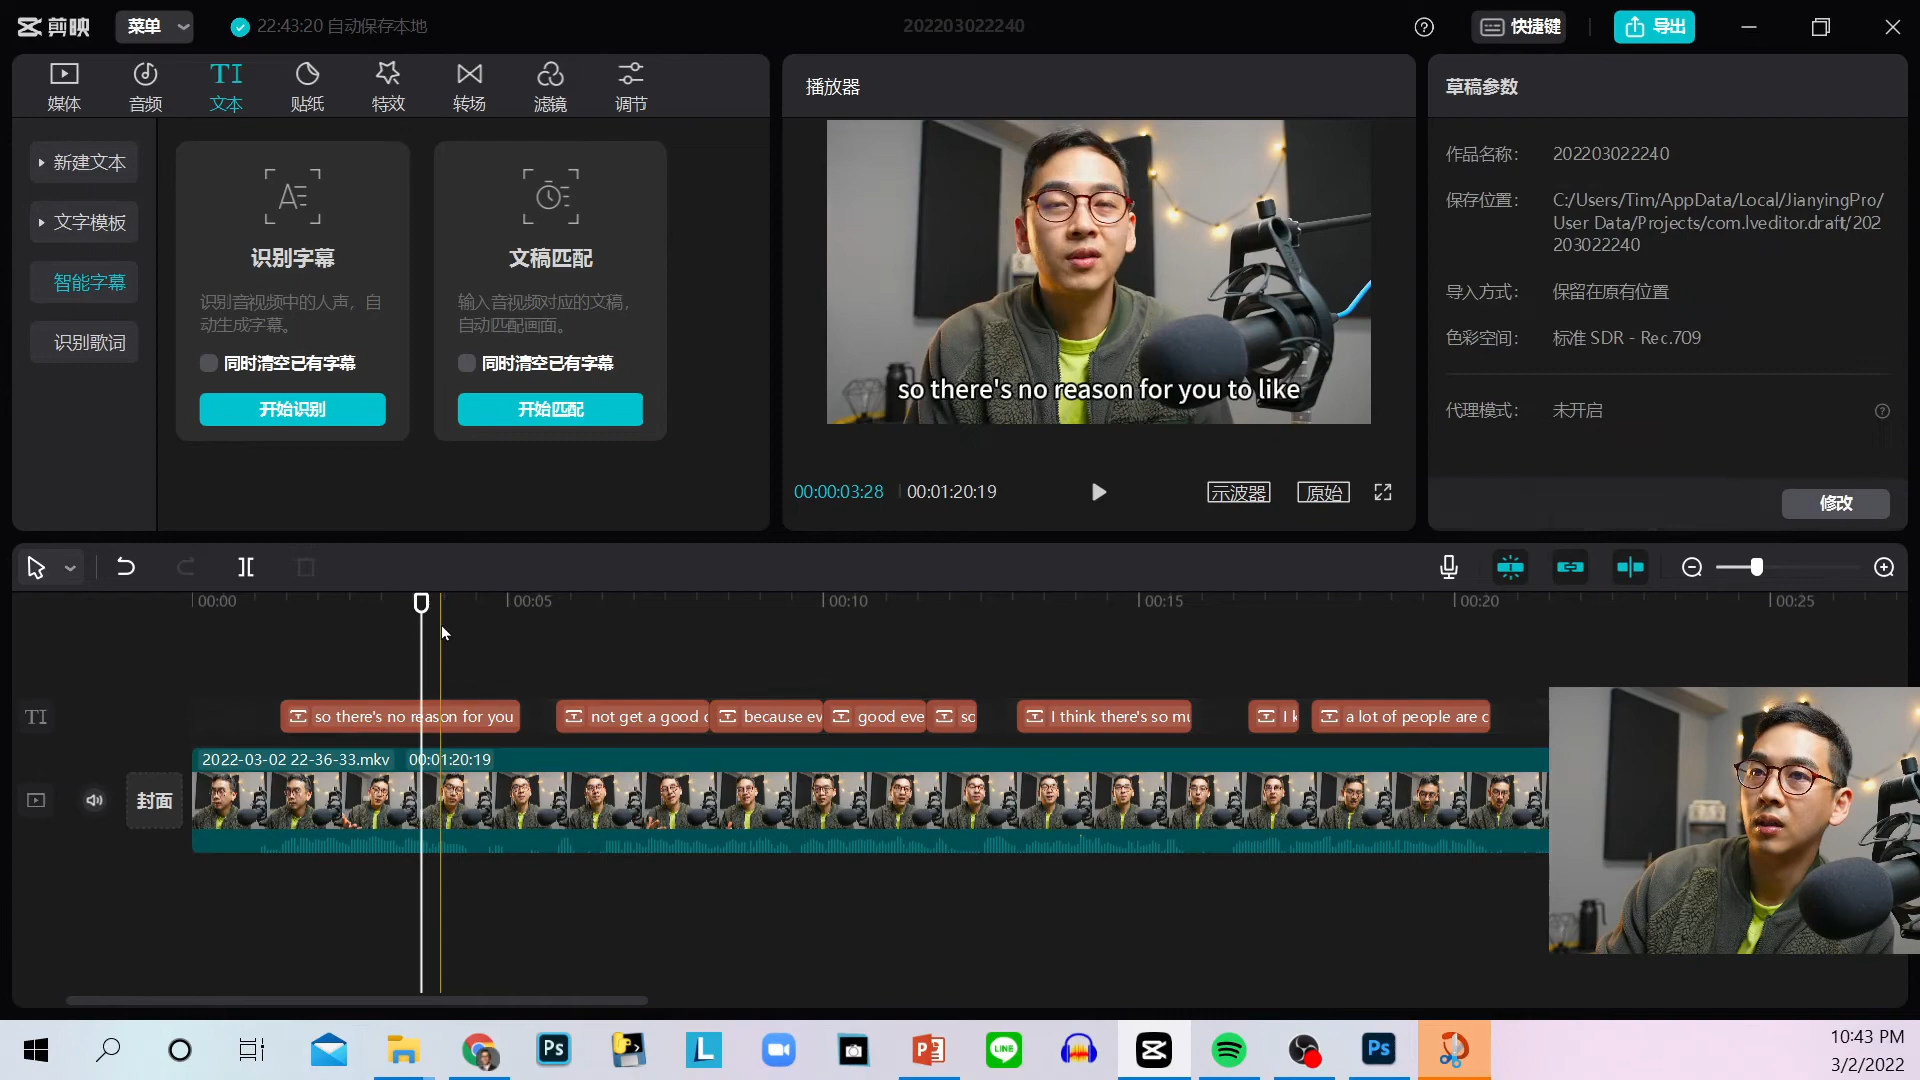 剪映
菜单
22:43:20 自动保存本地
202203022240
快捷键
导出
媒体
音频
TI
文本
贴纸
特效
转场
滤镜
调节
新建文本
文字模板
智能字幕
识别歌词
识别字幕
识别音视频中的人声，自
动生成字幕。
同时清空已有字幕
开始识别
文稿匹配
输入音视频对应的文稿，
自动匹配画面。
同时清空已有字幕
开始匹配
播放器
so there's no reason for you to like
00:00:03:28
00:01:20:19
示波器
原始
草稿参数
作品名称：
202203022240
保存位置：
C:/Users/Tim/AppData/Local/JianyingPro/
User Data/Projects/com.lveditor.draft/202
203022240
导入方式：
保留在原有位置
色彩空间：
标准 SDR - Rec.709
代理模式：
未开启
修改
00:00
00:05
00:10
00:15
00:20
00:25
TI
so there's no reason for you
not get a good
because ev
good eve
so
I think there's so mu
I
a lot of people are
2022-03-02 22-36-33.mkv
00:01:20:19
封面
Ps
L
LINE
Ps
10:43 PM
3/2/2022